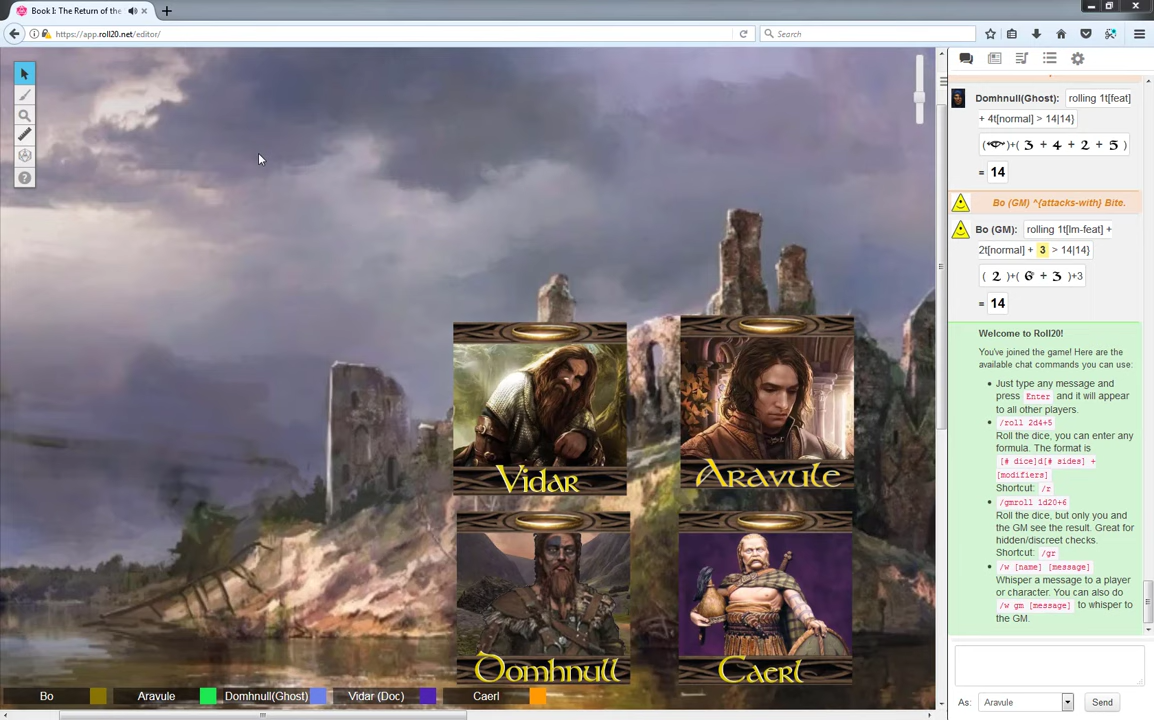 Book I: The Return of the
https://app.roll20.net/editor/
Search
Domhnull(Ghost): rolling 1t[feat]
+ 4t[normal] > 14|14}
( )+( 3 + 4 + 2 + 5 )
= 14
Bo (GM) ^{attacks-with} Bite.
Bo (GM): rolling 1t[lm-feat] +
2t[normal] + 3 > 14|14}
( 2 )+( 6 + 3 )+3
= 14
Welcome to Roll20!
You've joined the game! Here are the
available chat commands you can use:
Just type any message and
press Enter and it will appear
to all other players.
/roll 2d4+5
Roll the dice, you can enter any
formula. The format is
[# dice]d[# sides] +
[modifiers]
Shortcut: /r
/gmroll 1d20+6
Roll the dice, but only you and
the GM see the result. Great for
hidden/discreet checks.
Shortcut: /gr
/w [name] [message]
Whisper a message to a player
or character. You can also do
/w gm [message] to whisper to
the GM.
As: Aravule Send
Vidar
Aravule
Domhnull
Caerl
Bo Aravule Domhnull(Ghost) Vidar (Doc) Caerl